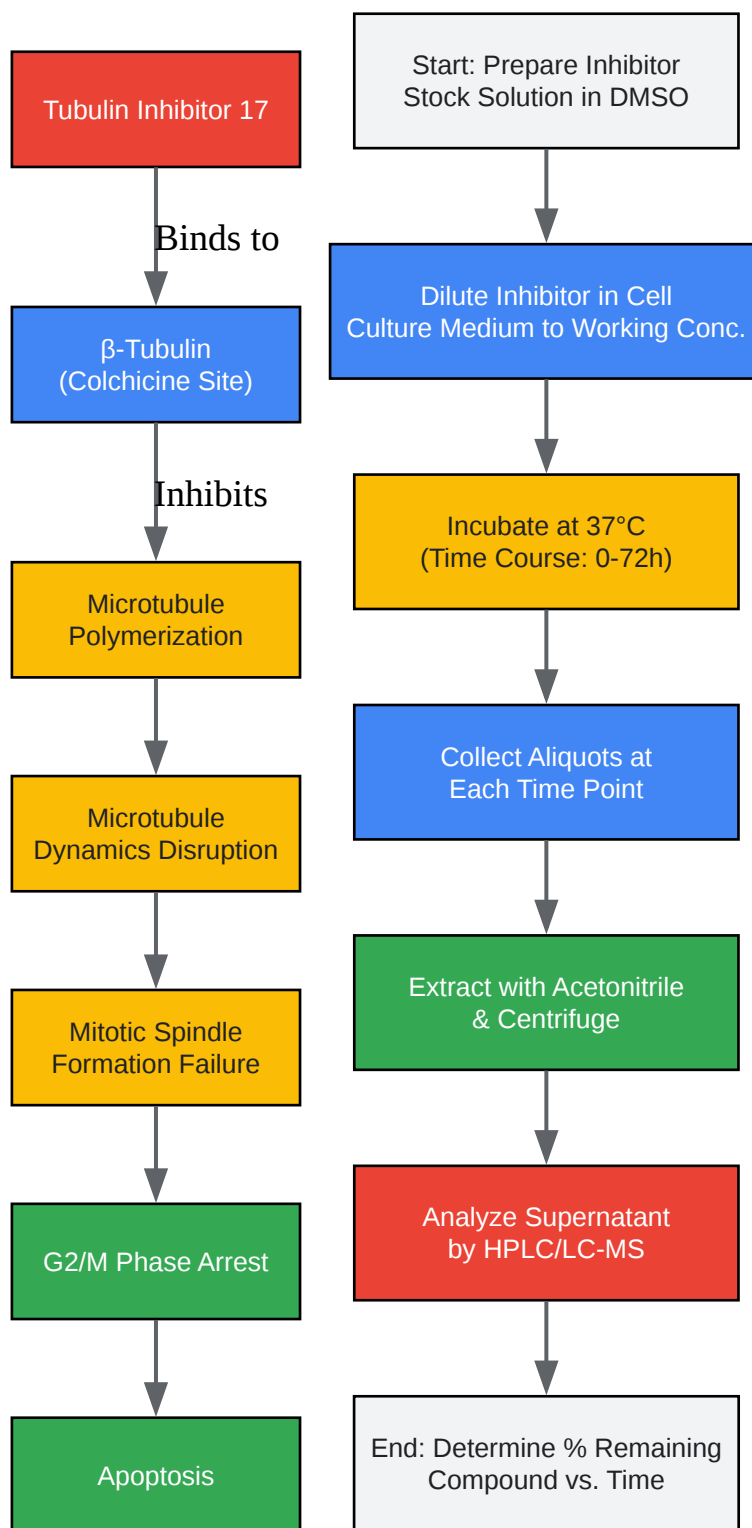 Tubulin Inhibitor 17
Binds to
β-Tubulin
(Colchicine Site)
Inhibits
Microtubule
Polymerization
Microtubule
Dynamics Disruption
Mitotic Spindle
Formation Failure
G2/M Phase Arrest
Apoptosis
Start: Prepare Inhibitor
Stock Solution in DMSO
Dilute Inhibitor in Cell
Culture Medium to Working Conc.
Incubate at 37°C
(Time Course: 0-72h)
Collect Aliquots at
Each Time Point
Extract with Acetonitrile
& Centrifuge
Analyze Supernatant
by HPLC/LC-MS
End: Determine % Remaining
Compound vs. Time